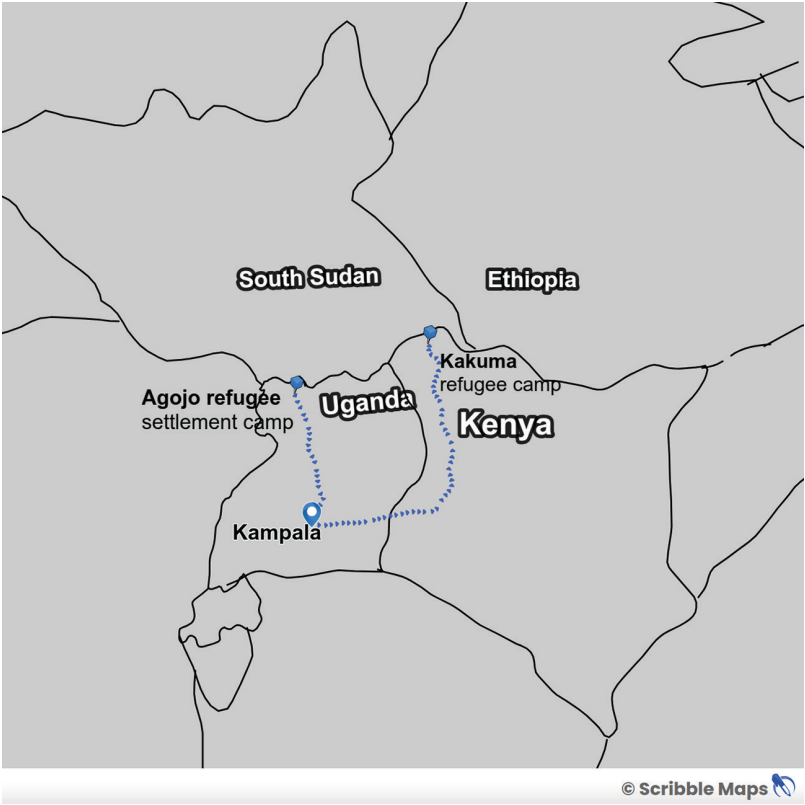 South Sudan
Ethiopia
Kakuma
refugee camp
Agojo refugee
settlement camp
Uganda
Kenya
Kampala
© Scribble Maps